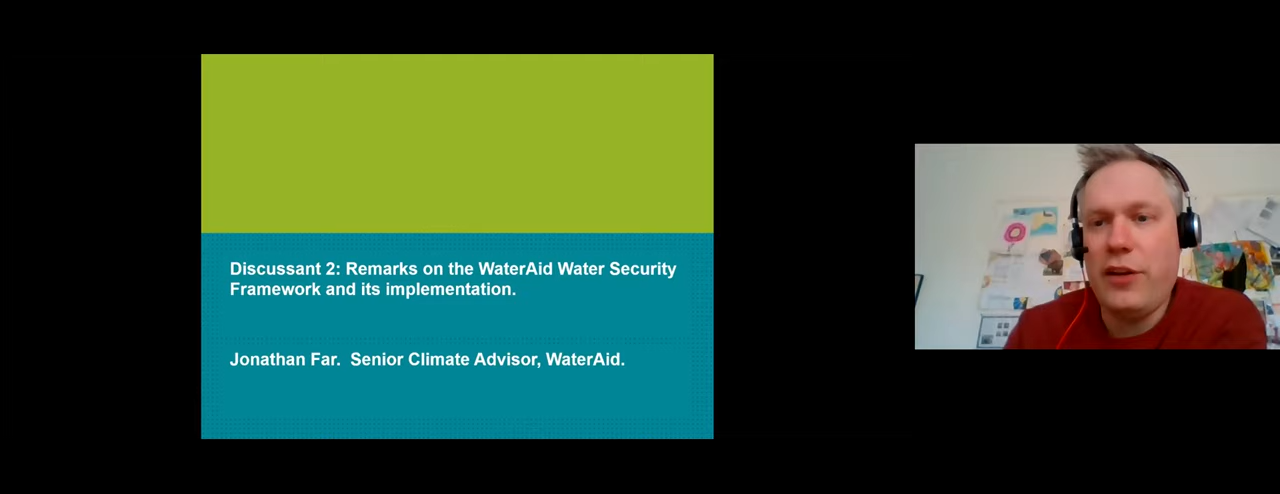 Discussant 2: Remarks on the WaterAid Water Security
Framework and its implementation.
Jonathan Far.  Senior Climate Advisor, WaterAid.